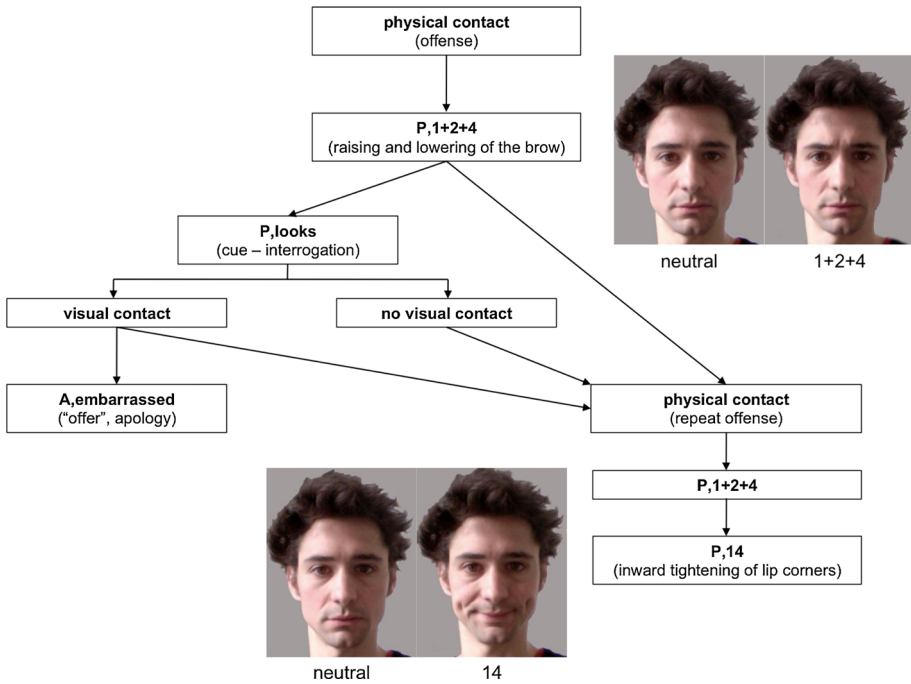 physical contact
(offense)
P,1+2+4
(raising and lowering of the brow)
neutral
1+2+4
P,looks
(cue – interrogation)
visual contact
no visual contact
A,embarrassed
(“offer”, apology)
physical contact
(repeat offense)
P,1+2+4
P,14
(inward tightening of lip corners)
neutral
14